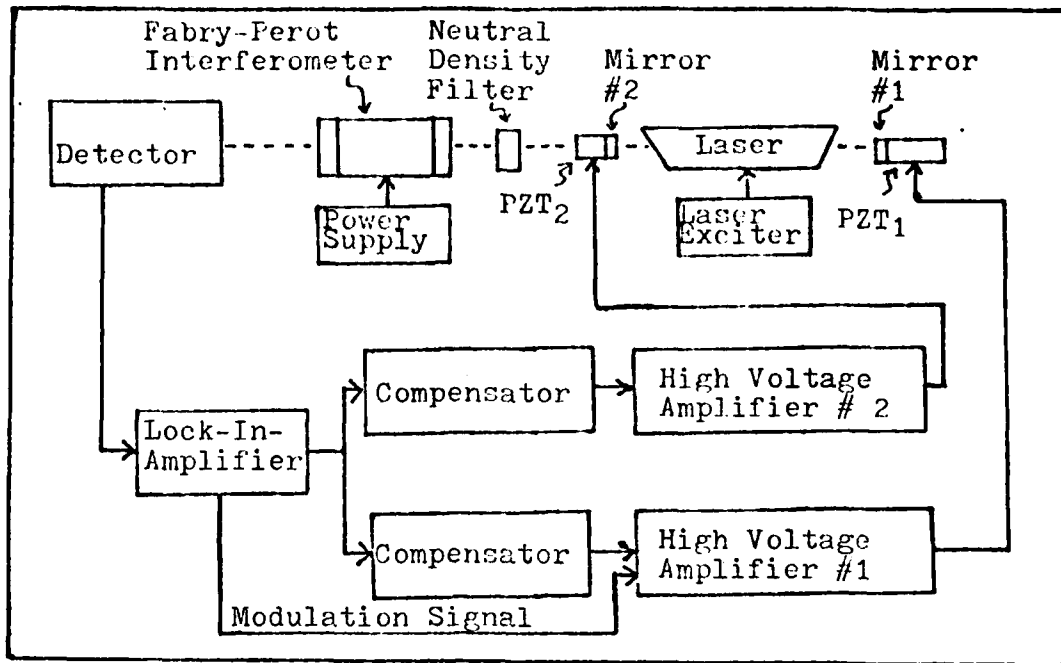 Fabry-Perot
Interferometer
Neutral
Density
Filter
Mirror
#2
Mirror
#1
Detector
Laser
PZT2
PZT1
Power
Supply
Laser
Exciter
Compensator
High Voltage
Amplifier # 2
Lock-In-
Amplifier
Compensator
High Voltage
Amplifier #1
Modulation Signal